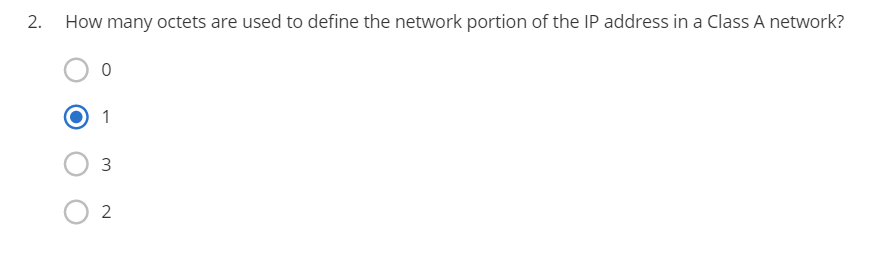 2. How many octets are used to define the network portion of the IP address in a Class A network?
0
1
3
2